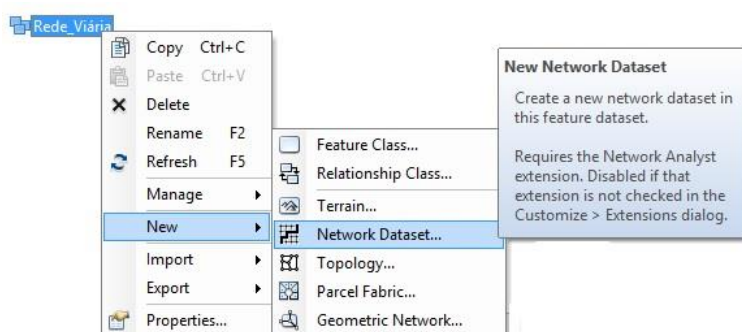 Rede_Viária
Copy Ctrl+C
Paste Ctrl+V
Delete
Rename F2
Refresh F5
Manage
New
Import
Export
Properties...
Feature Class...
Relationship Class...
Terrain...
Network Dataset...
Topology...
Parcel Fabric...
Geometric Network...
New Network Dataset
Create a new network dataset in
this feature dataset.
Requires the Network Analyst
extension. Disabled if that
extension is not checked in the
Customize > Extensions dialog.